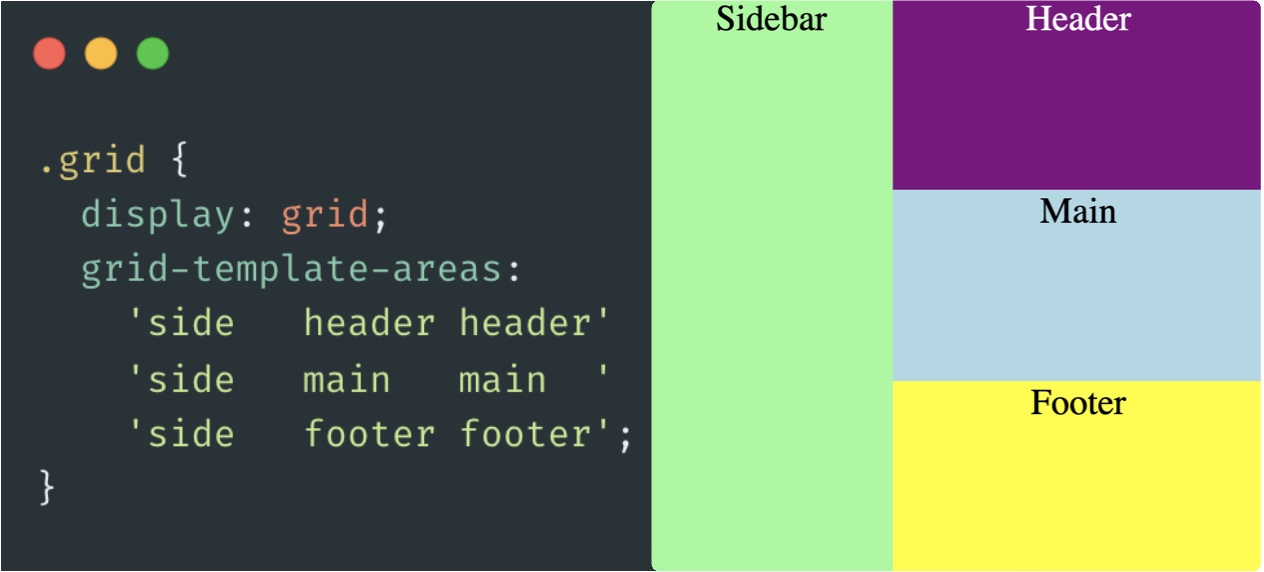 .grid {
  display: grid;
  grid-template-areas:
    'side   header header'
    'side   main   main  '
    'side   footer footer';
}
Sidebar
Header
Main
Footer